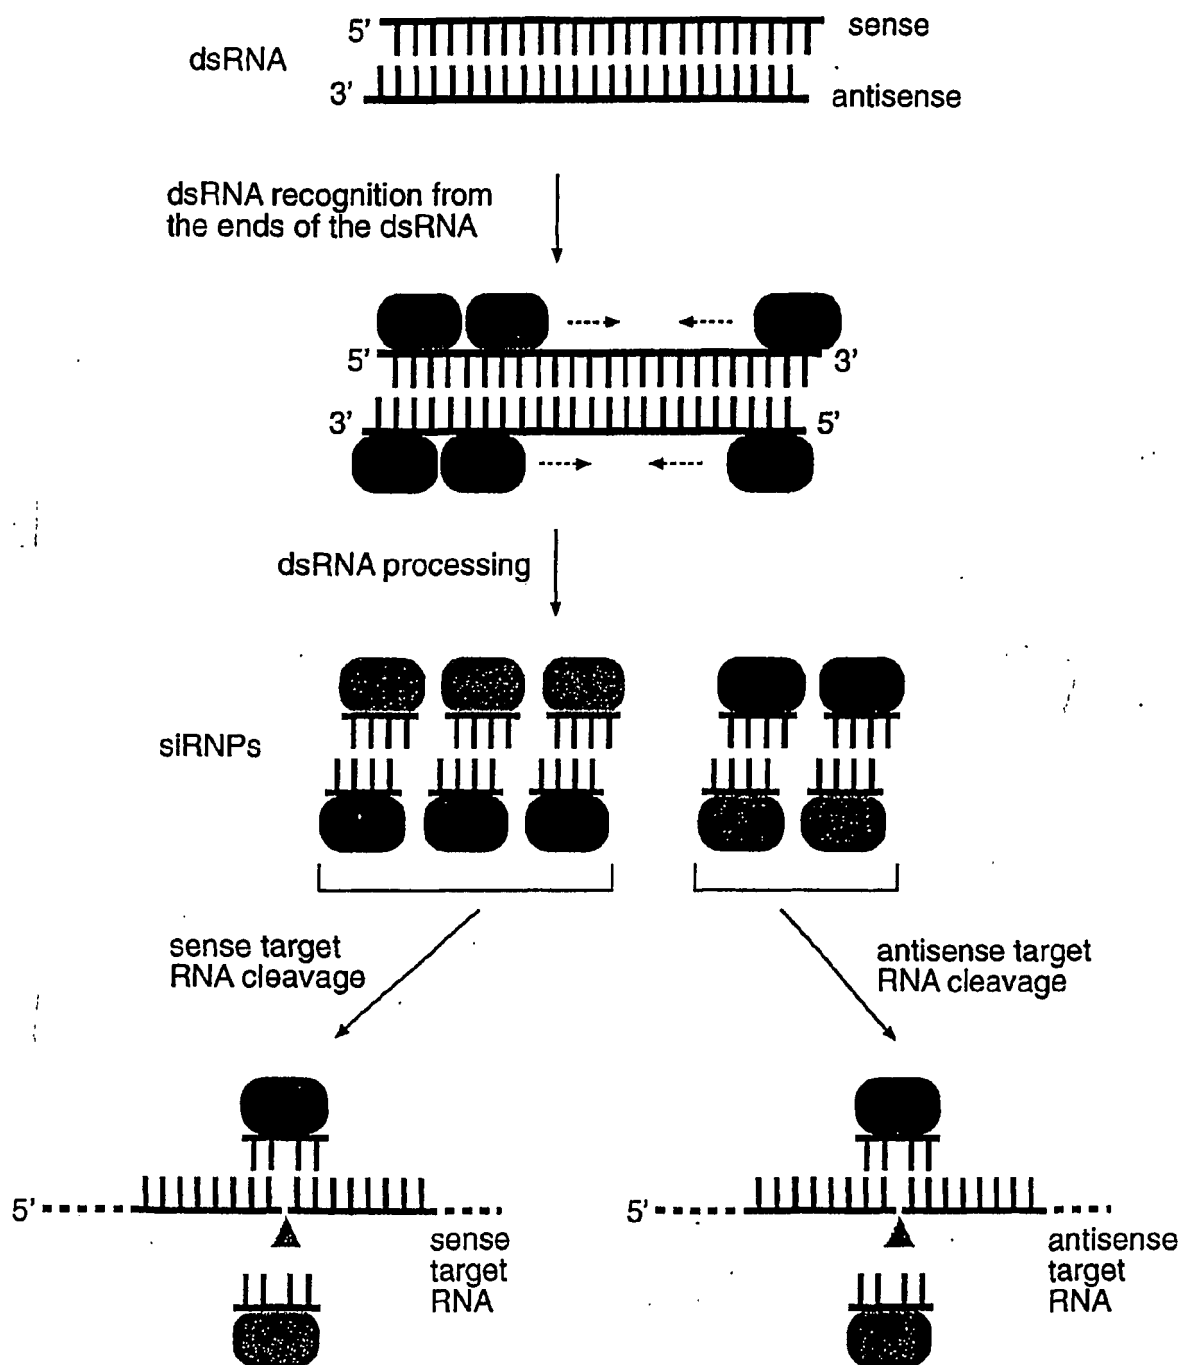 5'
sense
dsRNA
3'
antisense
dsRNA recognition from
the ends of the dsRNA
5'
3'
3'
5'
dsRNA processing
siRNPs
sense target
RNA cleavage
antisense target
RNA cleavage
5'
sense
target
RNA
5'
antisense
target
RNA